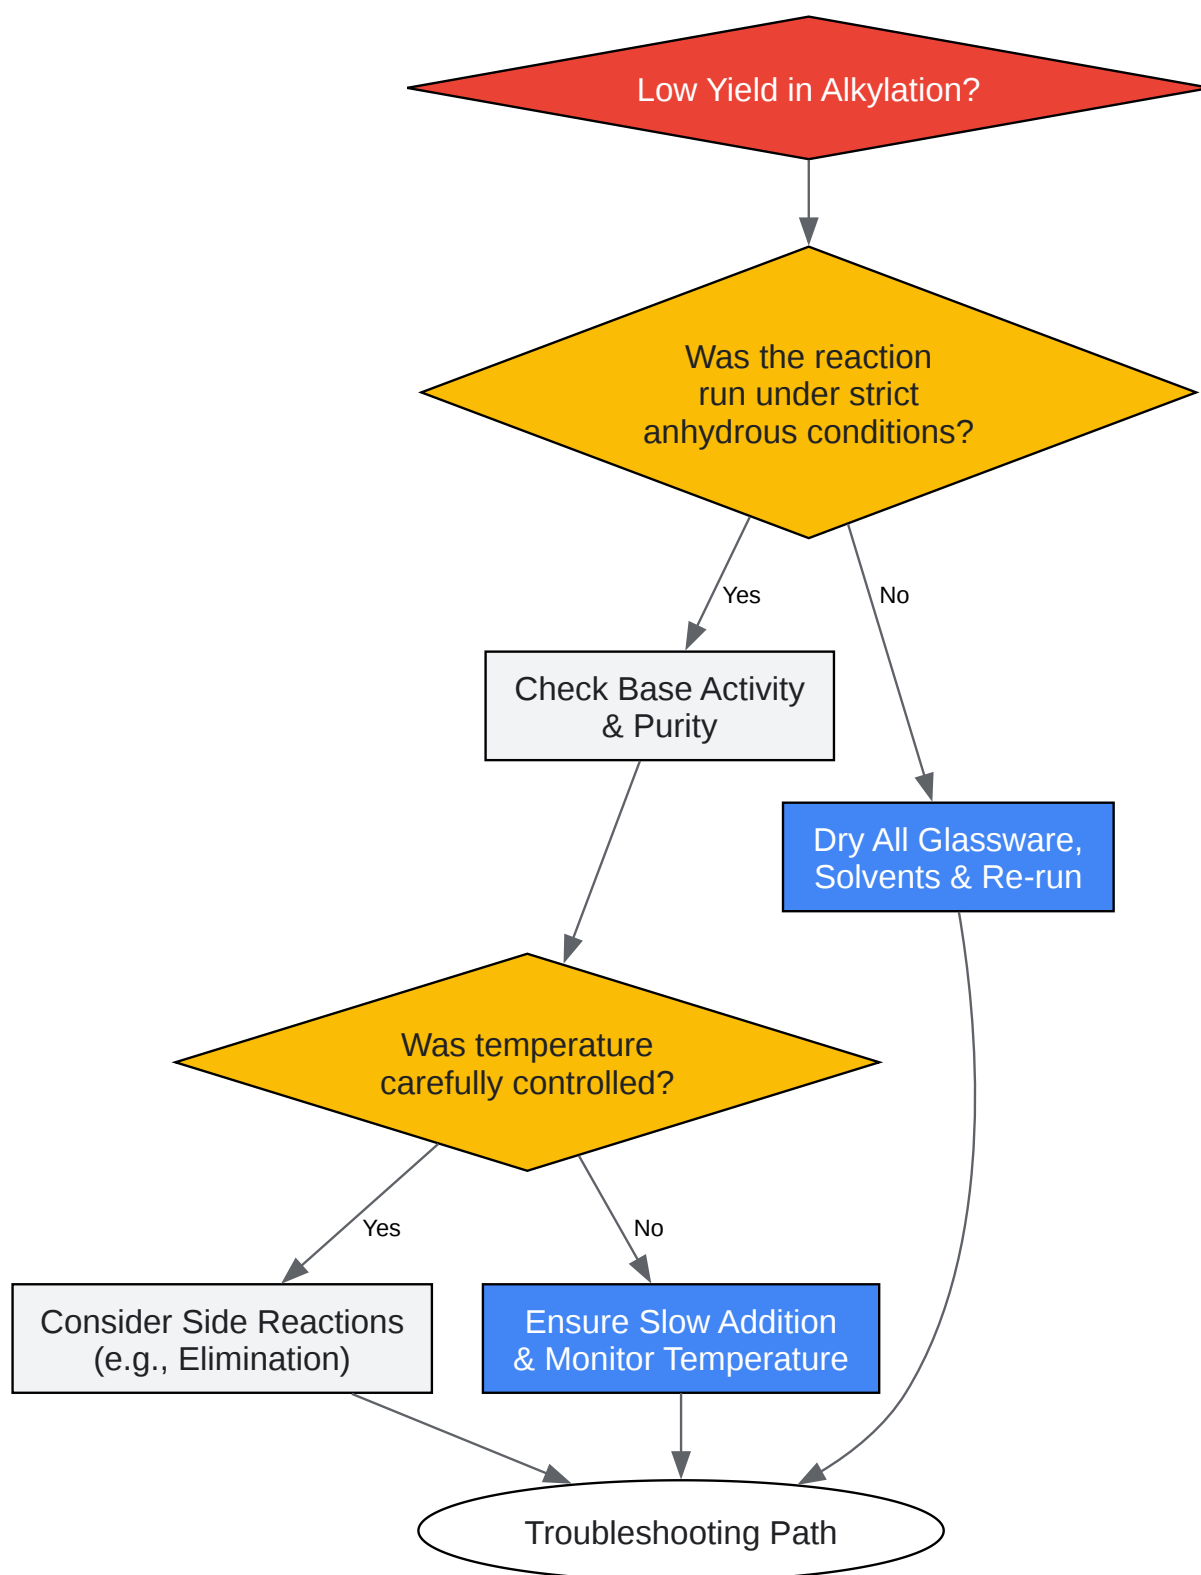 Low Yield in Alkylation?
Was the reaction
run under strict
anhydrous conditions?
Yes
No
Check Base Activity
& Purity
Dry All Glassware,
Solvents & Re-run
Was temperature
carefully controlled?
Yes
No
Consider Side Reactions
(e.g., Elimination)
Ensure Slow Addition
& Monitor Temperature
Troubleshooting Path